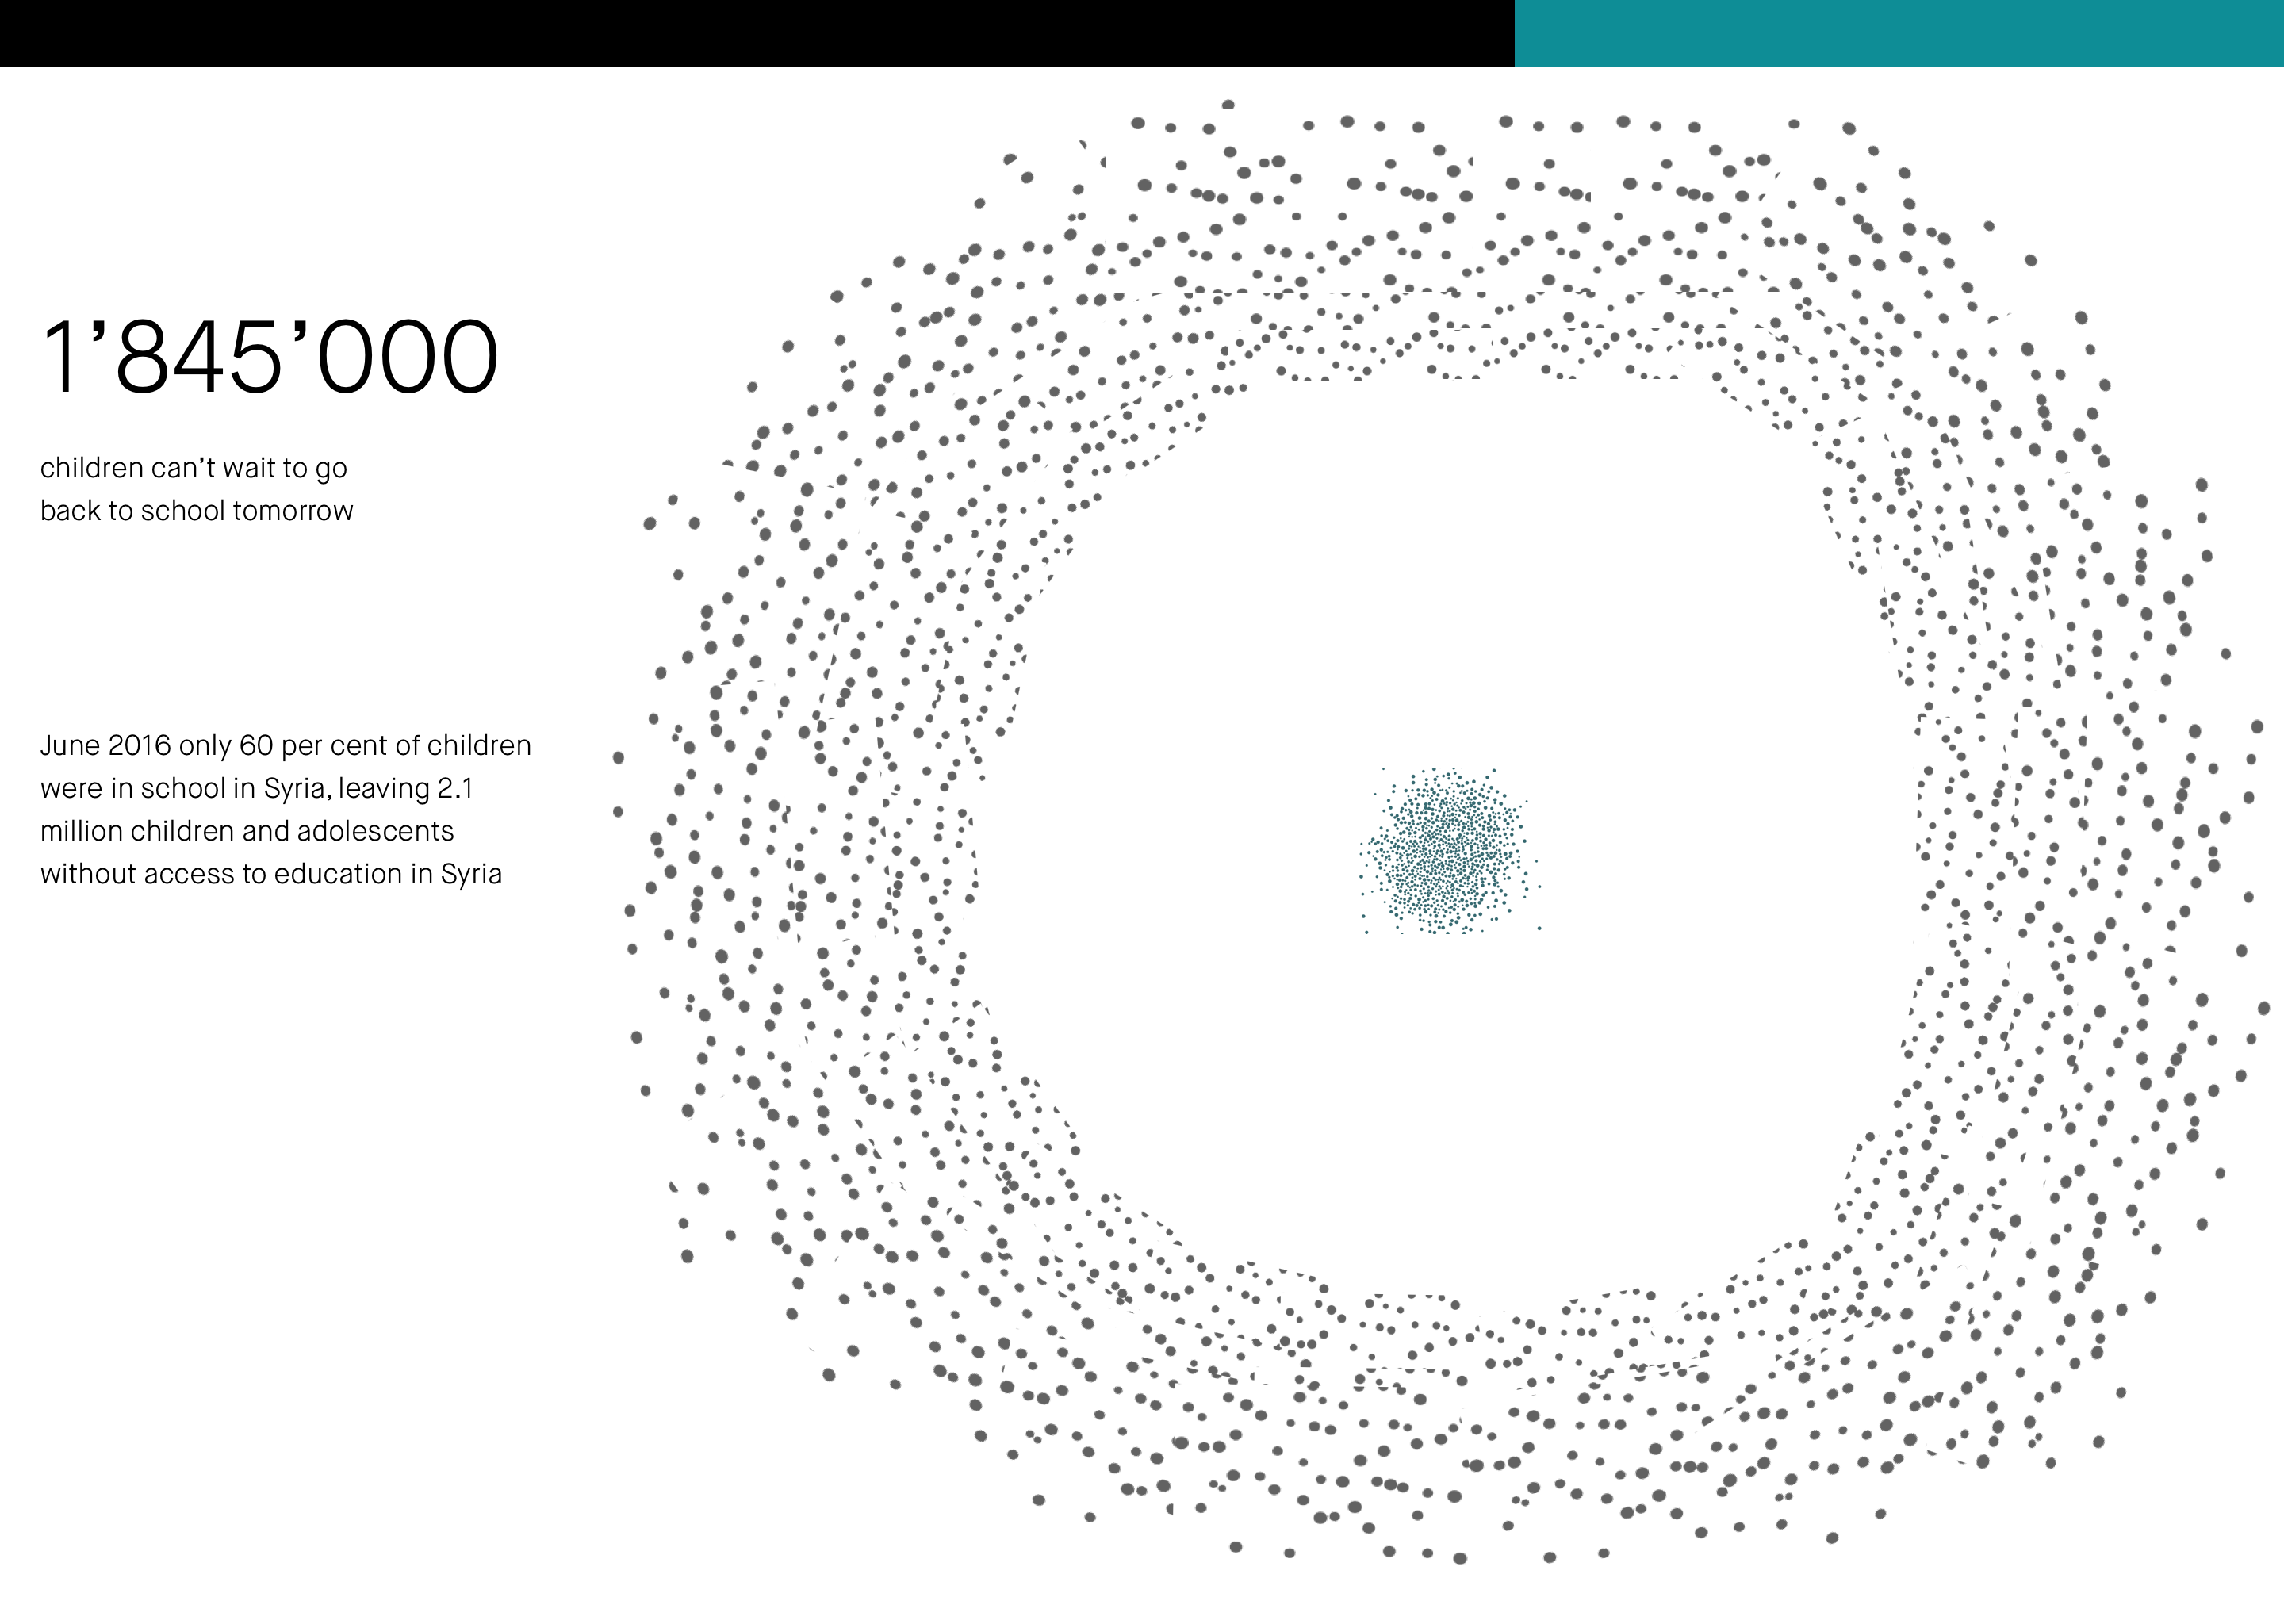 1’845’000
children can’t wait to go
back to school tomorrow
June 2016 only 60 per cent of children
were in school in Syria, leaving 2.1
million children and adolescents
without access to education in Syria